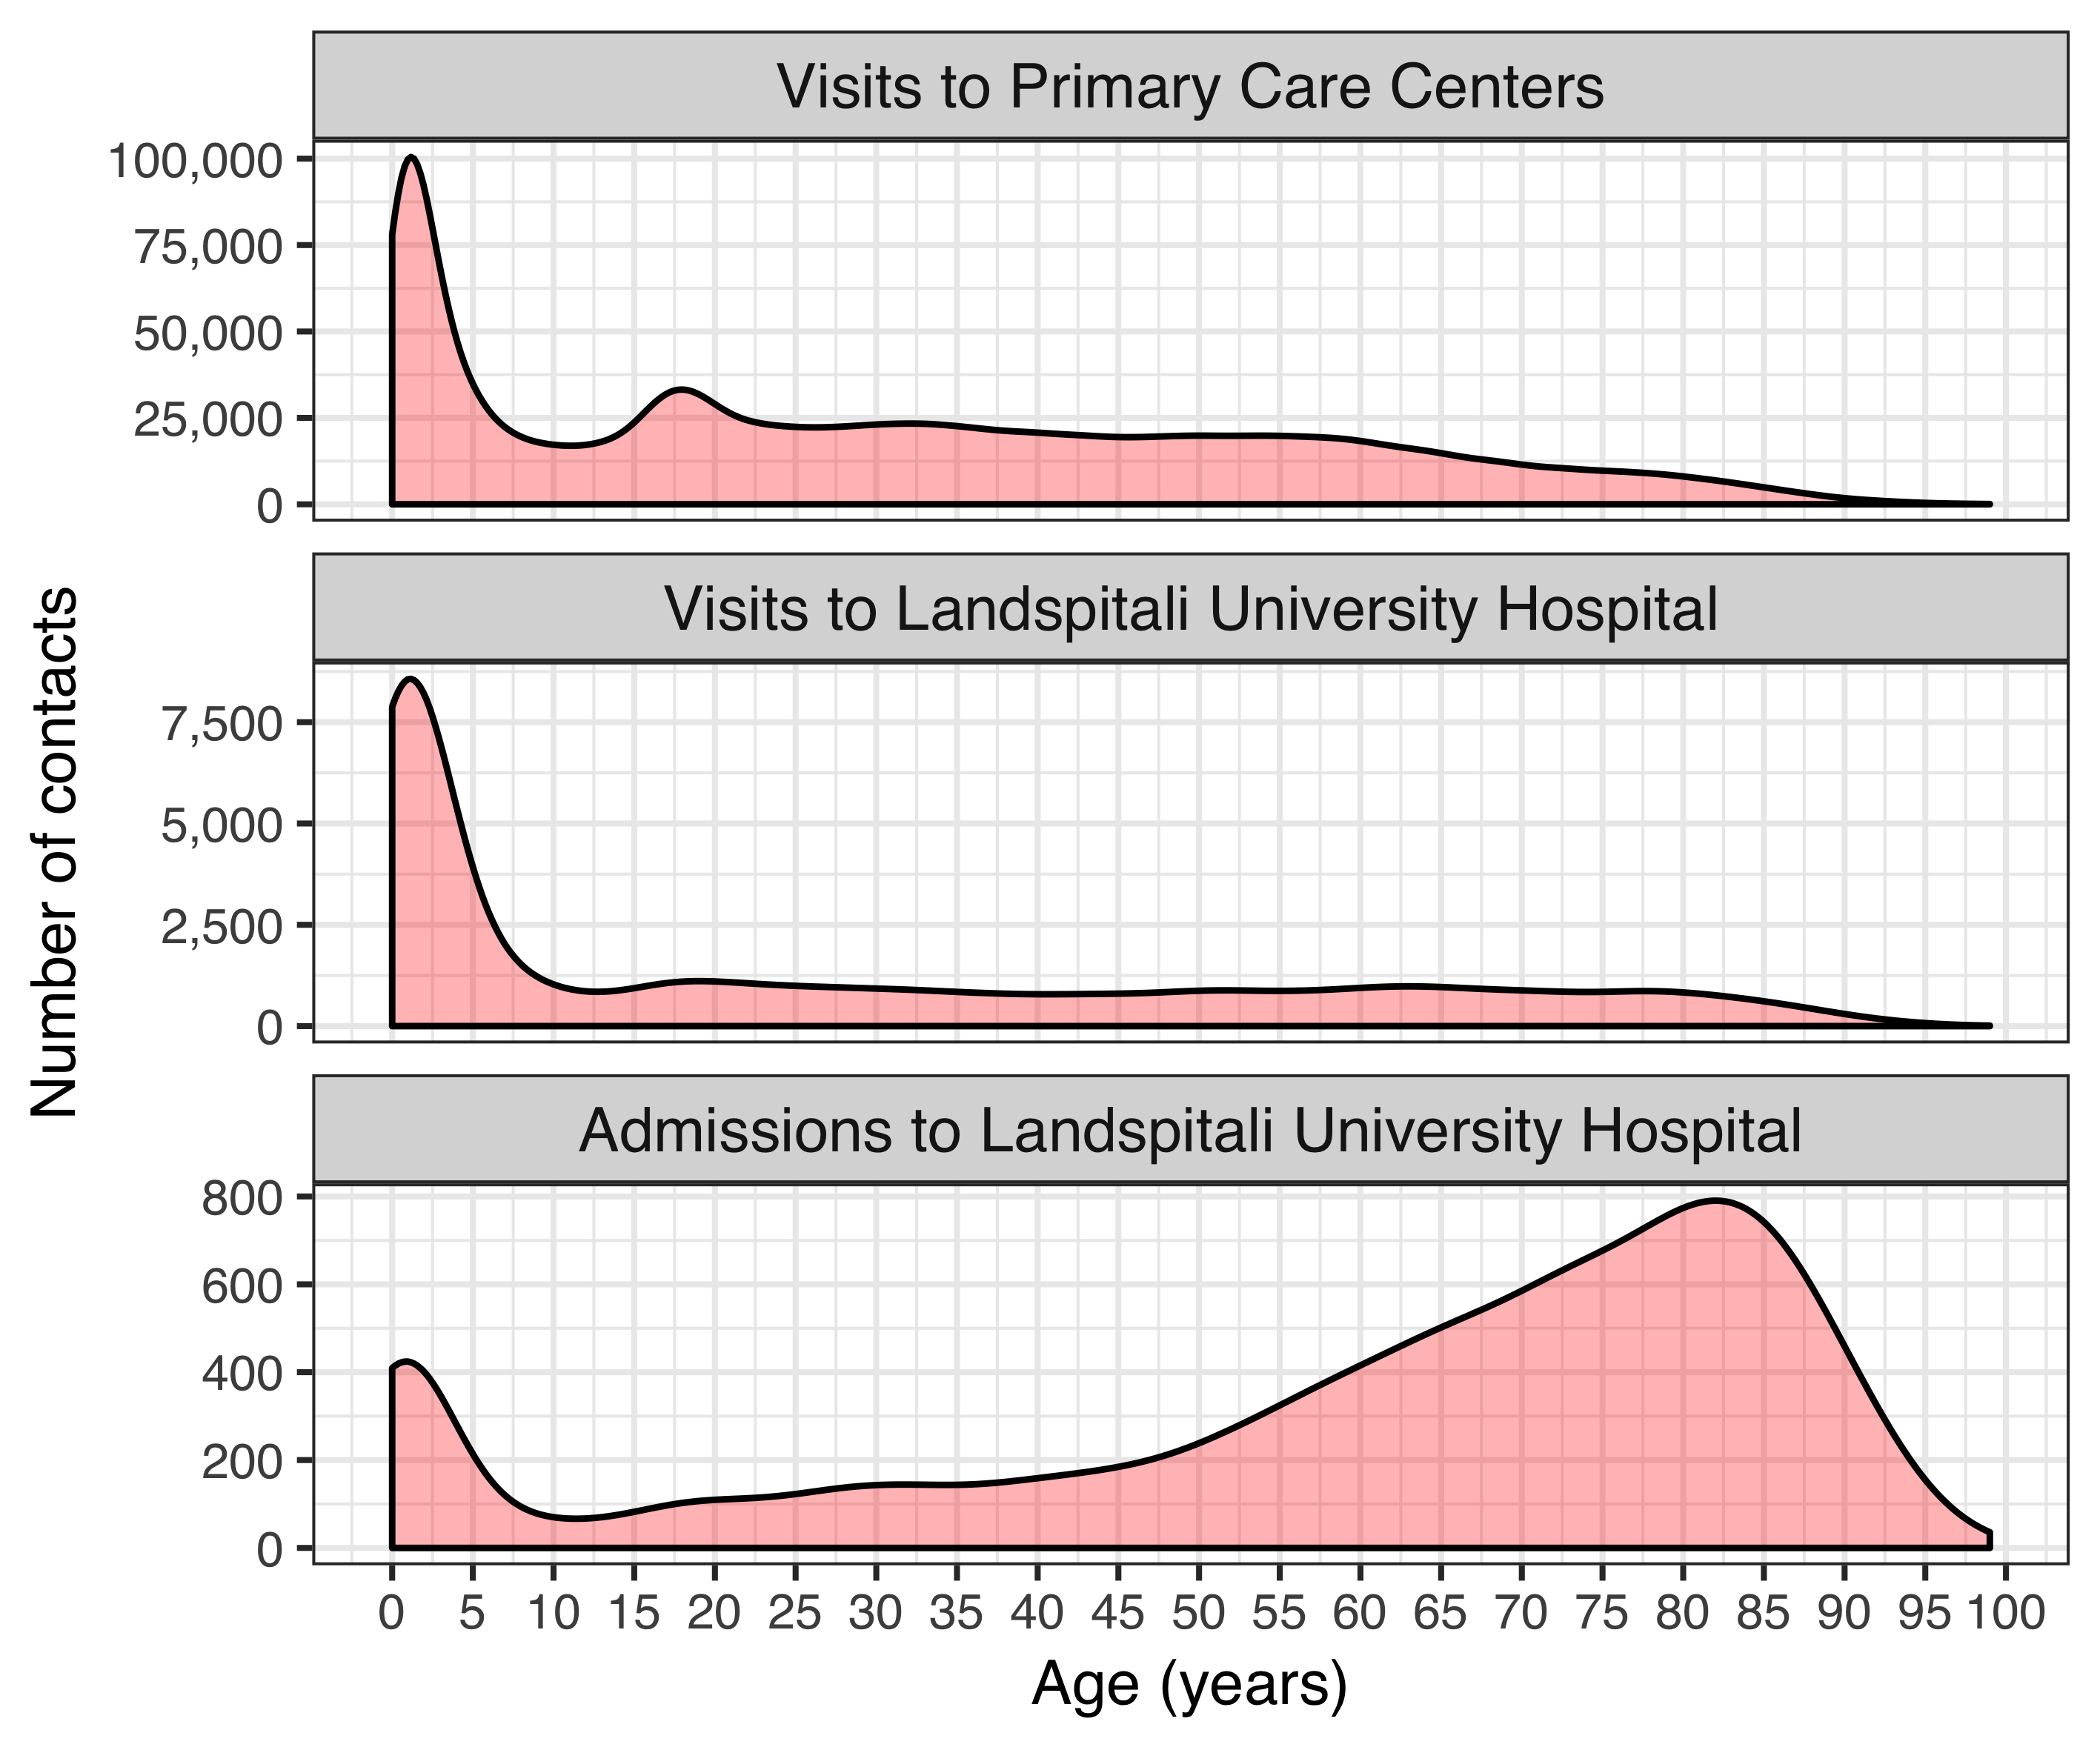 Visits to Primary Care Centers
100,000
75,000
50,000
25,000
0
Visits to Landspitali University Hospital
7,500
5,000
2,500
0
Admissions to Landspitali University Hospital
800
600
400
200
0
0 5 10 15 20 25 30 35 40 45 50 55 60 65 70 75 80 85 90 95 100
Age (years)
Number of contacts